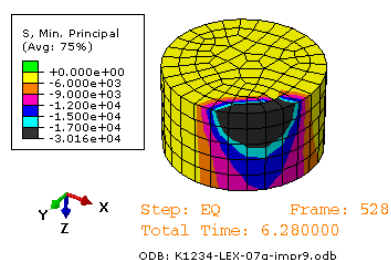 S, Min. Principal
(Avg: 75%)
+0.000e+00
-6.000e+03
-9.000e+03
-1.200e+04
-1.500e+04
-1.700e+04
-3.016e+04
Y
Z
X
Step: EQ Frame: 528
Total Time: 6.280000
ODB: K1234-LEX-07g-impr9.odb